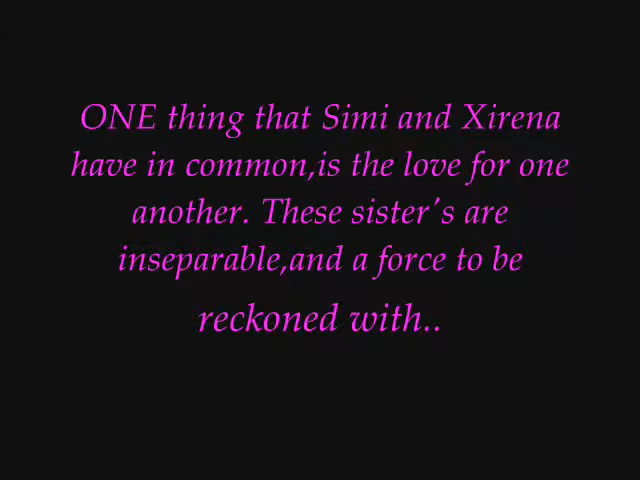 ONE thing that Simi and Xirena
have in common,is the love for one
another. These sister's are
inseparable,and a force to be
reckoned with..